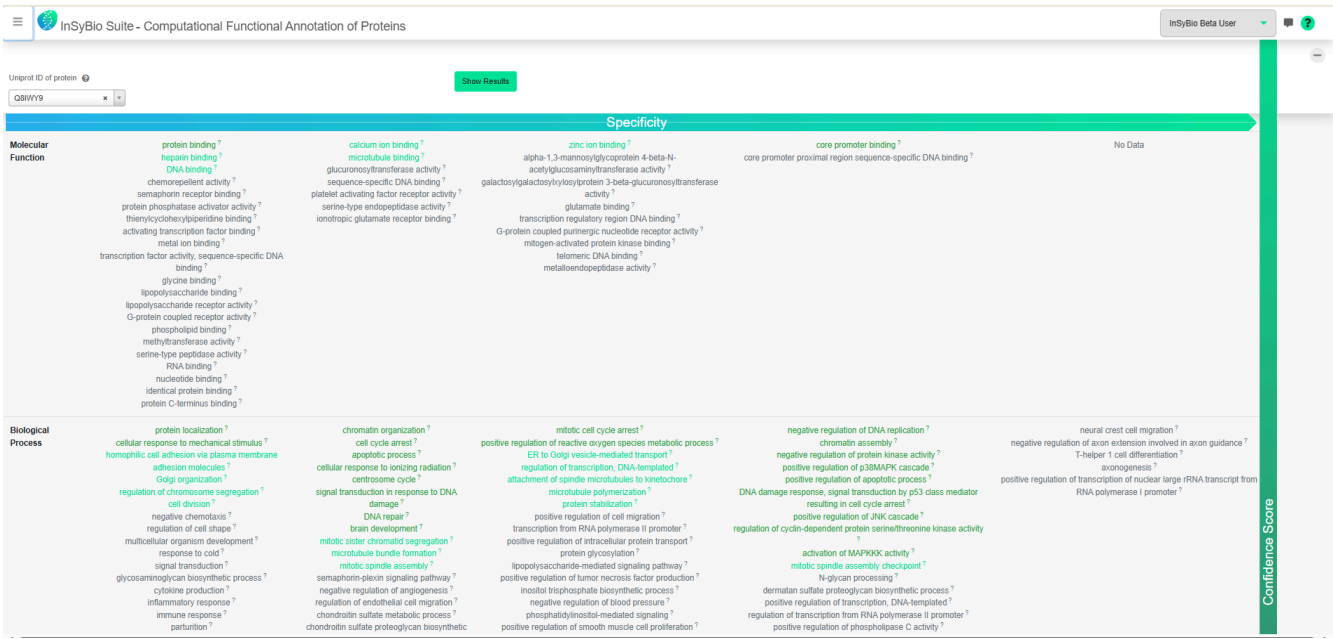 InSyBio Suite - Computational Functional Annotation of Proteins
InSyBio Beta User
Uniprot ID of protein
Q8IWY9
Show Results
Specificity
Confidence Score
Molecular
Function
protein binding ?
heparin binding ?
DNA binding ?
chemorepellent activity ?
semaphorin receptor binding ?
protein phosphatase activator activity ?
thienylcyclohexylpiperidine binding ?
activating transcription factor binding ?
metal ion binding ?
transcription factor activity, sequence-specific DNA
binding ?
glycine binding ?
lipopolysaccharide binding ?
lipopolysaccharide receptor activity ?
G-protein coupled receptor activity ?
phospholipid binding ?
methyltransferase activity ?
serine-type peptidase activity ?
RNA binding ?
nucleotide binding ?
identical protein binding ?
protein C-terminus binding ?
calcium ion binding ?
microtubule binding ?
glucuronosyltransferase activity ?
sequence-specific DNA binding ?
platelet activating factor receptor activity ?
serine-type endopeptidase activity ?
ionotropic glutamate receptor binding ?
zinc ion binding ?
alpha-1,3-mannosylglycoprotein 4-beta-N-
acetylglucosaminyltransferase activity ?
galactosylgalactosylxylosylprotein 3-beta-glucuronosyltransferase
activity ?
glutamate binding ?
transcription regulatory region DNA binding ?
G-protein coupled purinergic nucleotide receptor activity ?
mitogen-activated protein kinase binding ?
telomeric DNA binding ?
metalloendopeptidase activity ?
core promoter binding ?
core promoter proximal region sequence-specific DNA binding ?
No Data
Biological
Process
protein localization ?
cellular response to mechanical stimulus ?
homophilic cell adhesion via plasma membrane
adhesion molecules ?
Golgi organization ?
regulation of chromosome segregation ?
cell division ?
negative chemotaxis ?
regulation of cell shape ?
multicellular organism development ?
response to cold ?
signal transduction ?
glycosaminoglycan biosynthetic process ?
cytokine production ?
inflammatory response ?
immune response ?
parturition ?
chromatin organization ?
cell cycle arrest ?
apoptotic process ?
cellular response to ionizing radiation ?
centrosome cycle ?
signal transduction in response to DNA
damage ?
DNA repair ?
brain development ?
mitotic sister chromatid segregation ?
microtubule bundle formation ?
mitotic spindle assembly ?
semaphorin-plexin signaling pathway ?
negative regulation of angiogenesis ?
regulation of endothelial cell migration ?
chondroitin sulfate metabolic process ?
chondroitin sulfate proteoglycan biosynthetic
mitotic cell cycle arrest ?
positive regulation of reactive oxygen species metabolic process ?
ER to Golgi vesicle-mediated transport ?
regulation of transcription, DNA-templated ?
attachment of spindle microtubules to kinetochore ?
microtubule polymerization ?
protein stabilization ?
positive regulation of cell migration ?
transcription from RNA polymerase II promoter ?
positive regulation of intracellular protein transport ?
protein glycosylation ?
lipopolysaccharide-mediated signaling pathway ?
positive regulation of tumor necrosis factor production ?
inositol trisphosphate biosynthetic process ?
negative regulation of blood pressure ?
phosphatidylinositol-mediated signaling ?
positive regulation of smooth muscle cell proliferation ?
negative regulation of DNA replication ?
chromatin assembly ?
negative regulation of protein kinase activity ?
positive regulation of p38MAPK cascade ?
positive regulation of apoptotic process ?
DNA damage response, signal transduction by p53 class mediator
resulting in cell cycle arrest ?
positive regulation of JNK cascade ?
regulation of cyclin-dependent protein serine/threonine kinase activity
?
activation of MAPKKK activity ?
mitotic spindle assembly checkpoint ?
N-glycan processing ?
dermatan sulfate proteoglycan biosynthetic process ?
positive regulation of transcription, DNA-templated ?
regulation of transcription from RNA polymerase II promoter ?
positive regulation of phospholipase C activity ?
neural crest cell migration ?
negative regulation of axon extension involved in axon guidance ?
T-helper 1 cell differentiation ?
axonogenesis ?
positive regulation of transcription of nuclear large rRNA transcript from
RNA polymerase I promoter ?